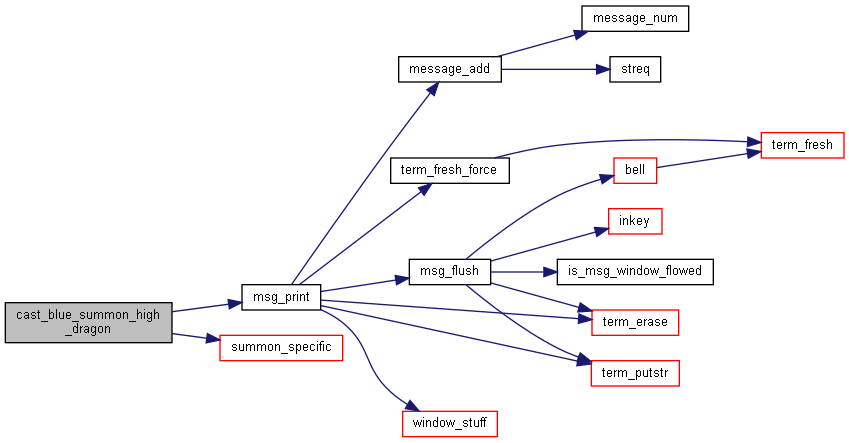 message_num
message_add
streq
term_fresh
term_fresh_force
bell
inkey
msg_flush
is_msg_window_flowed
msg_print
cast_blue_summon_high
_dragon
term_erase
summon_specific
term_putstr
window_stuff